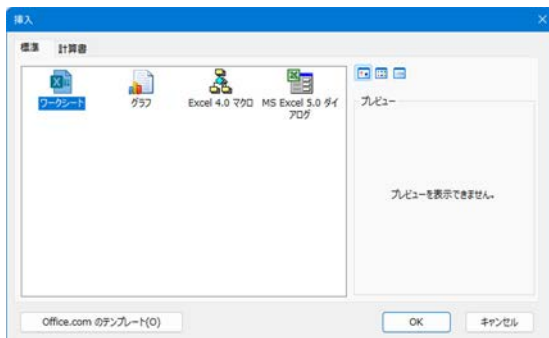 挿入
標準 計算書
ワークシート グラフ Excel 4.0 マクロ MS Excel 5.0 ダイ
アログ
プレビュー
プレビューを表示できません。
Office.com のテンプレート(O) OK キャンセル